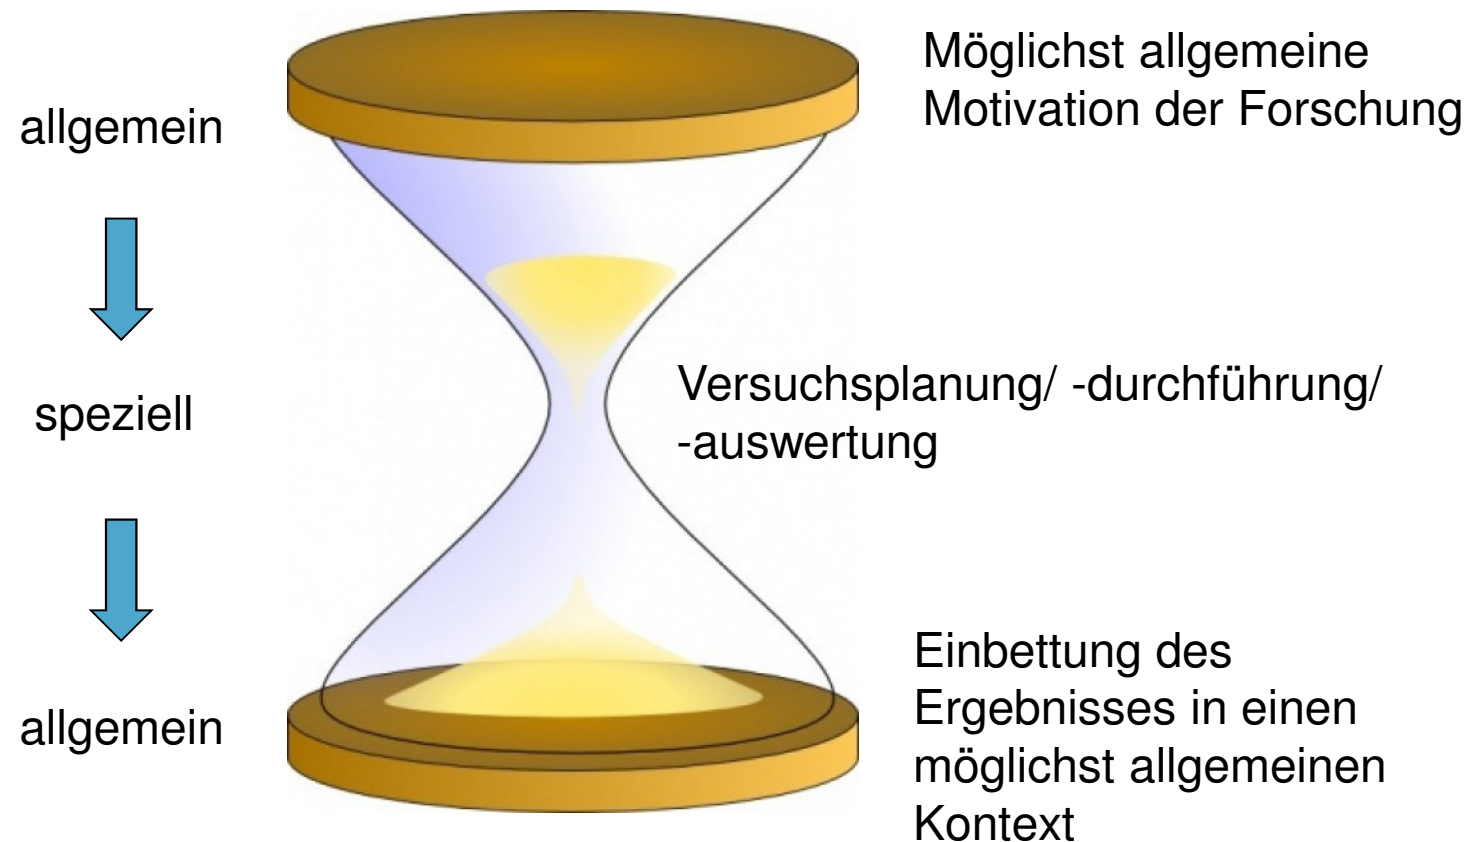 allgemein
Möglichst allgemeine
Motivation der Forschung
speziell
Versuchsplanung/ -durchführung/
-auswertung
allgemein
Einbettung des
Ergebnisses in einen
möglichst allgemeinen
Kontext